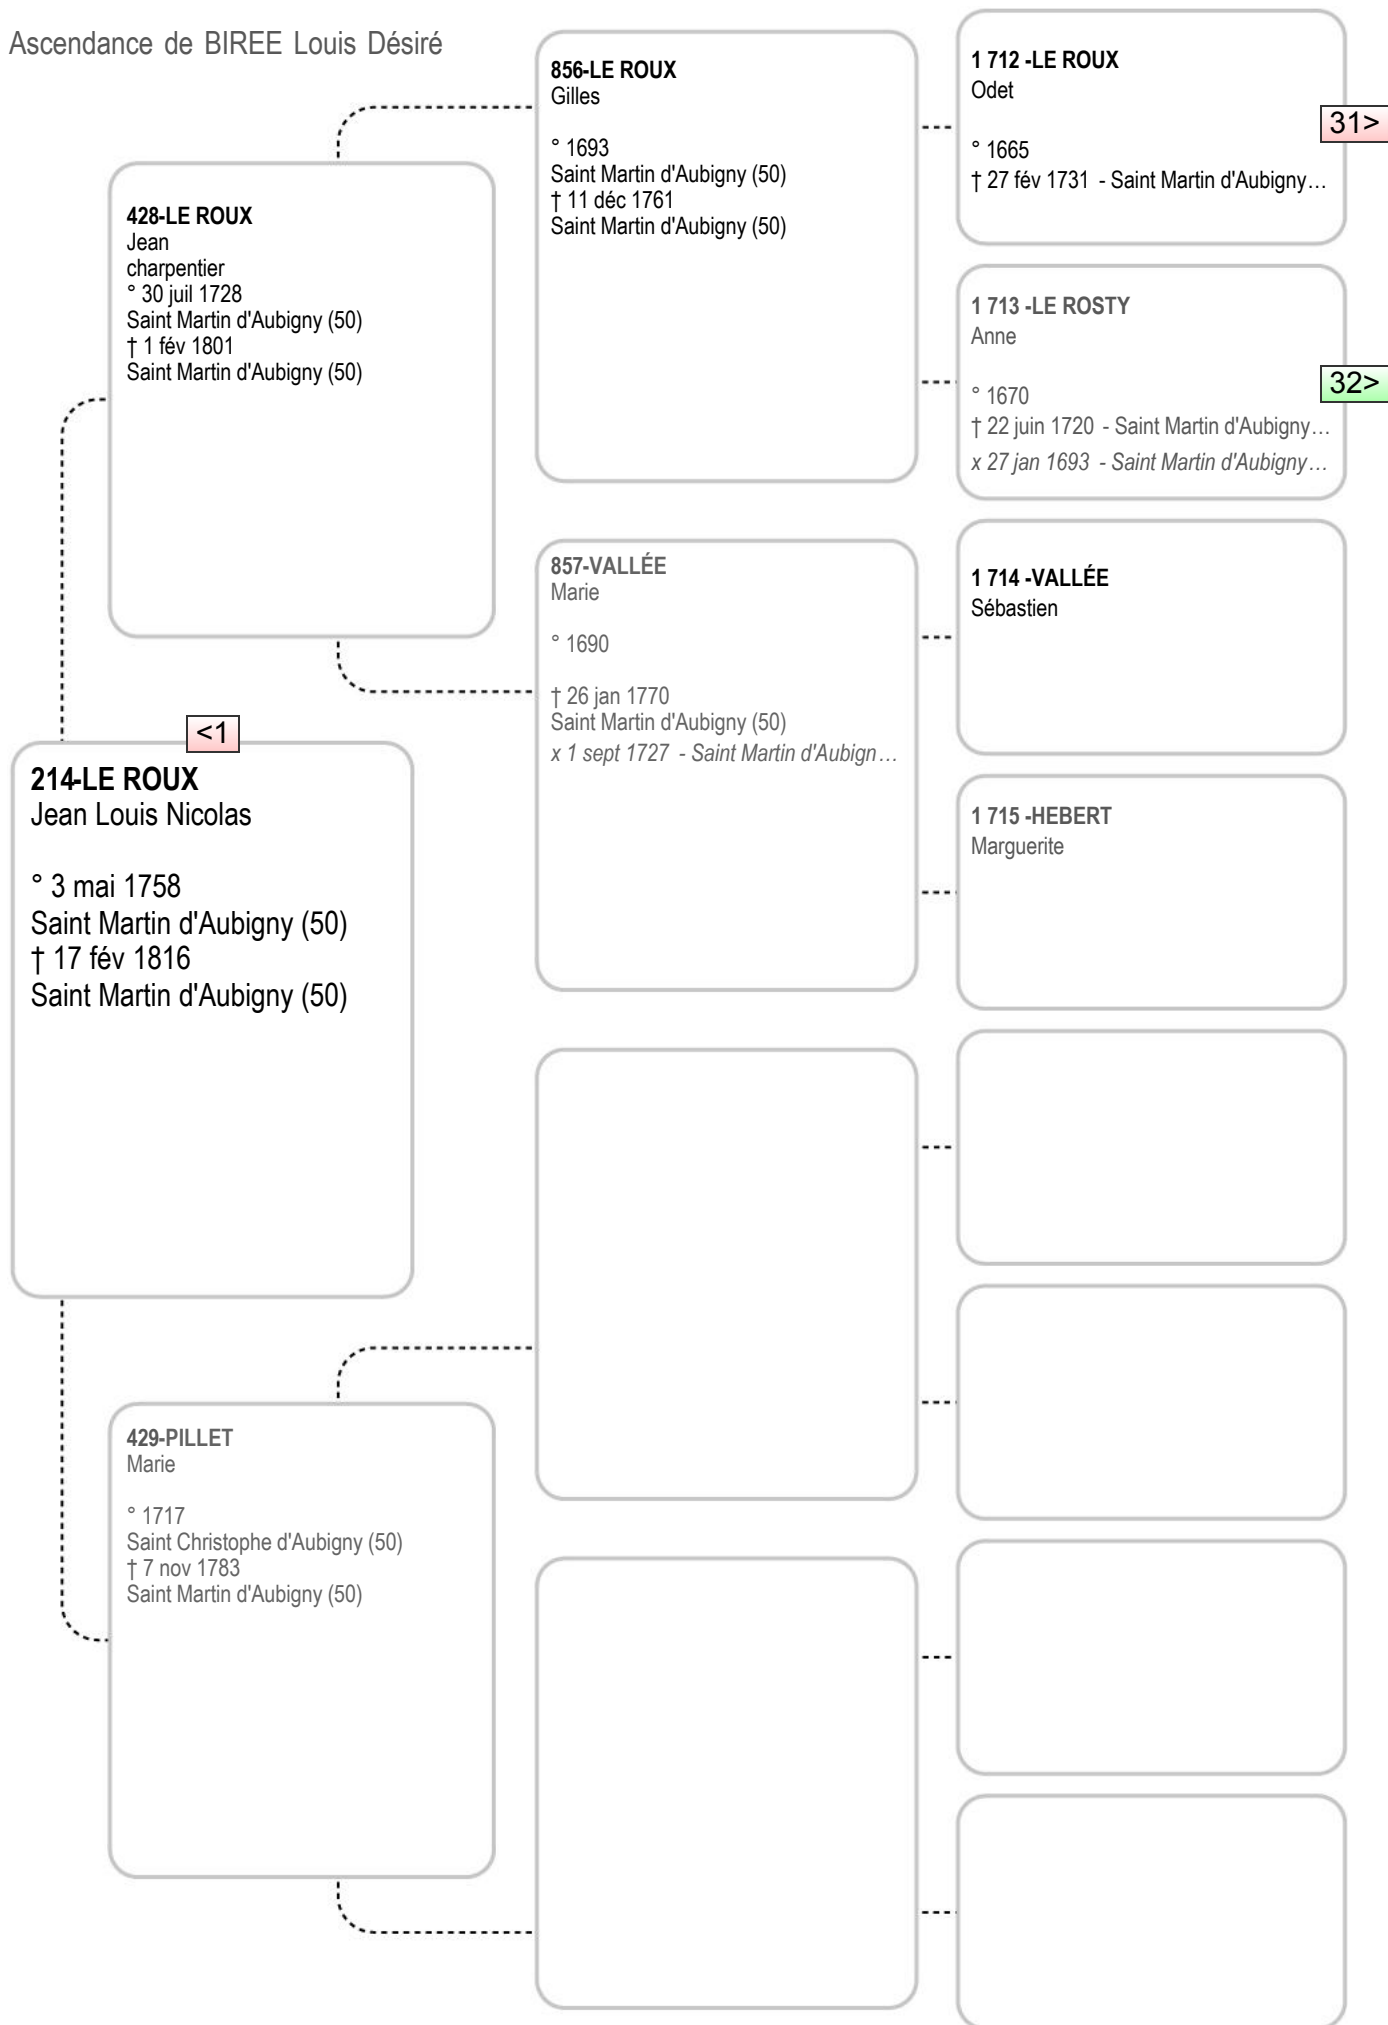 Ascendance de BIREE Louis Désiré
856-LE ROUX
Gilles
° 1693
Saint Martin d'Aubigny (50)
† 11 déc 1761
Saint Martin d'Aubigny (50)
1 712 -LE ROUX
Odet
° 1665
† 27 fév 1731 - Saint Martin d'Aubigny…
31>
428-LE ROUX
Jean
charpentier
° 30 juil 1728
Saint Martin d'Aubigny (50)
† 1 fév 1801
Saint Martin d'Aubigny (50)
1 713 -LE ROSTY
Anne
° 1670
† 22 juin 1720 - Saint Martin d'Aubigny…
x 27 jan 1693 - Saint Martin d'Aubigny…
32>
857-VALLÉE
Marie
° 1690
† 26 jan 1770
Saint Martin d'Aubigny (50)
x 1 sept 1727 - Saint Martin d'Aubign…
1 714 -VALLÉE
Sébastien
<1
214-LE ROUX
Jean Louis Nicolas
° 3 mai 1758
Saint Martin d'Aubigny (50)
† 17 fév 1816
Saint Martin d'Aubigny (50)
1 715 -HEBERT
Marguerite
429-PILLET
Marie
° 1717
Saint Christophe d'Aubigny (50)
† 7 nov 1783
Saint Martin d'Aubigny (50)